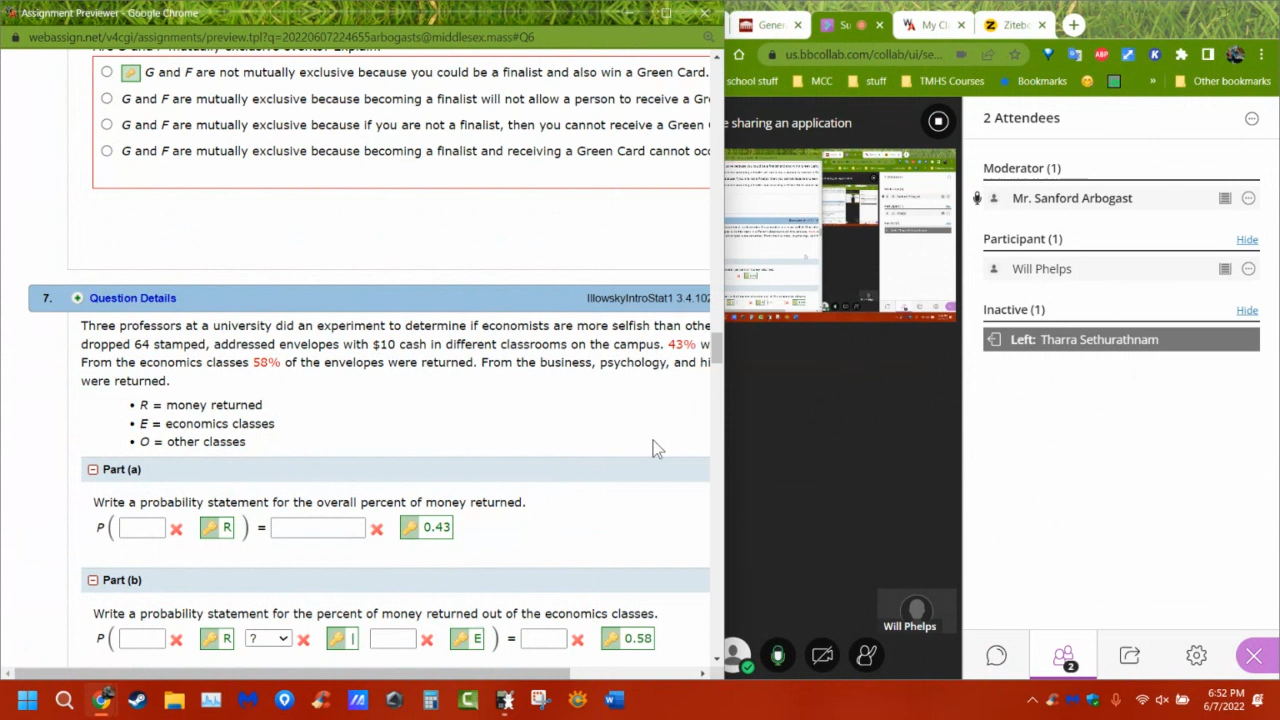 Assignment Previewer - Google Chrome
webassign.net/v4cgi/assignments/preview.tpl?q=20220607224655arbogasts@middlesex.mass#Q6
G and F are not mutually exclusive because you could be a finalist and also win a Green Card.
G and F are mutually exclusive because becoming a finalist will not allow a person to receive a Gr
G and F are mutually exclusive because if you are not a finalist, then you cannot receive a Green
G and F are mutually exclusive because becoming a finalist and receiving a Green Card cannot occ
7. Question Details IllowskyIntroStat1 3.4.102
Three professors at a university did an experiment to determine if economists are more selfish than othe
dropped 64 stamped, addressed envelopes with $10 cash in different classrooms on the campus. 43% w
From the economics classes 58% of the envelopes were returned. From the business, psychology, and hi
were returned.
• R = money returned
• E = economics classes
• O = other classes
Part (a)
Write a probability statement for the overall percent of money returned.
P( R ) = 0.43
Part (b)
Write a probability statement for the percent of money returned out of the economics classes.
P( R ? | E ) = 0.58
Gener Su My Cl Ziteb
us.bbcollab.com/collab/ui/se...
ABP K
school stuff MCC stuff TMHS Courses Bookmarks » Other bookmarks
e sharing an application
2 Attendees
Moderator (1)
Mr. Sanford Arbogast
Participant (1) Hide
Will Phelps
Inactive (1) Hide
Left: Tharra Sethurathnam
Will Phelps
2
6:52 PM
6/7/2022